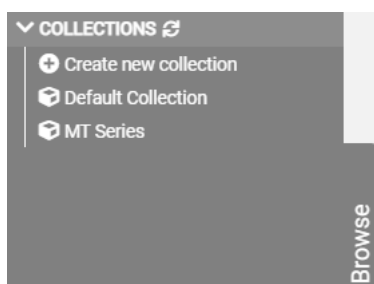 COLLECTIONS
Create new collection
Default Collection
MT Series
Browse